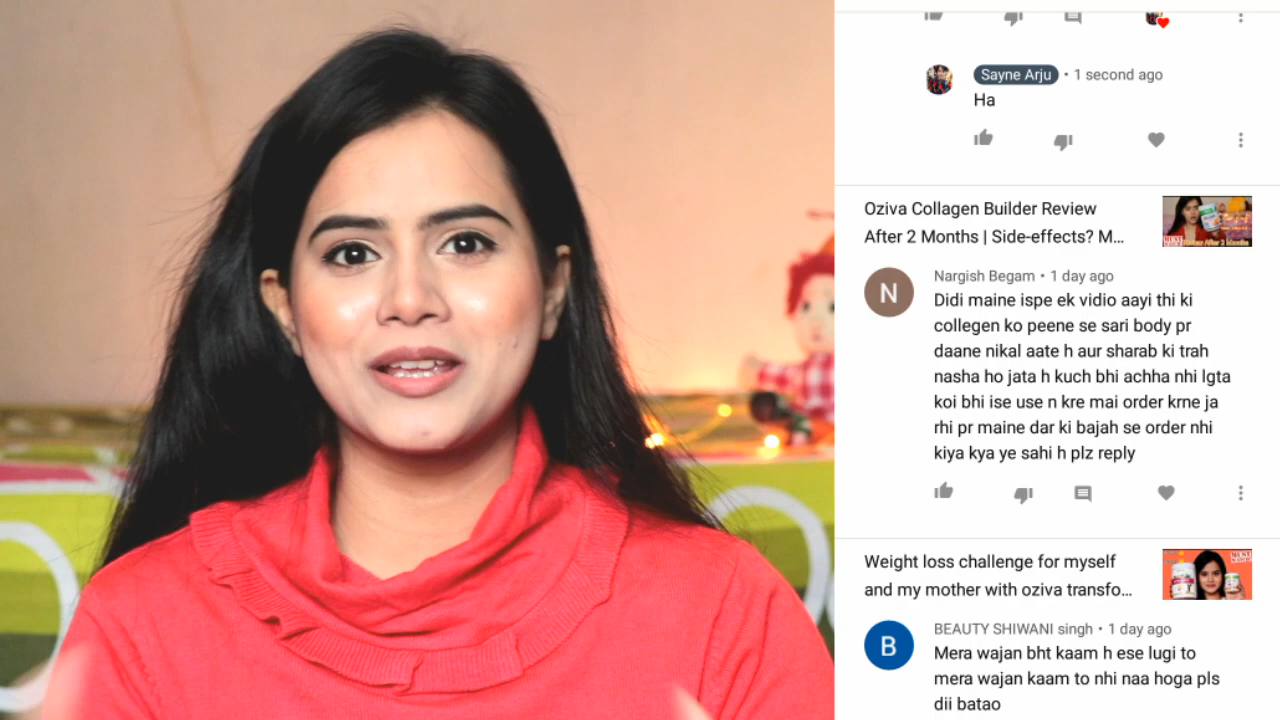 Sayne Arju • 1 second ago
Ha
Oziva Collagen Builder Review
After 2 Months | Side-effects? M...
N
Nargish Begam • 1 day ago
Didi maine ispe ek vidio aayi thi ki
collegen ko peene se sari body pr
daane nikal aate h aur sharab ki trah
nasha ho jata h kuch bhi achha nhi lgta
koi bhi ise use n kre mai order krne ja
rhi pr maine dar ki bajah se order nhi
kiya kya ye sahi h plz reply
Weight loss challenge for myself
and my mother with oziva transfo...
B
BEAUTY SHIWANI singh • 1 day ago
Mera wajan bht kaam h ese lugi to
mera wajan kaam to nhi naa hoga pls
dii batao